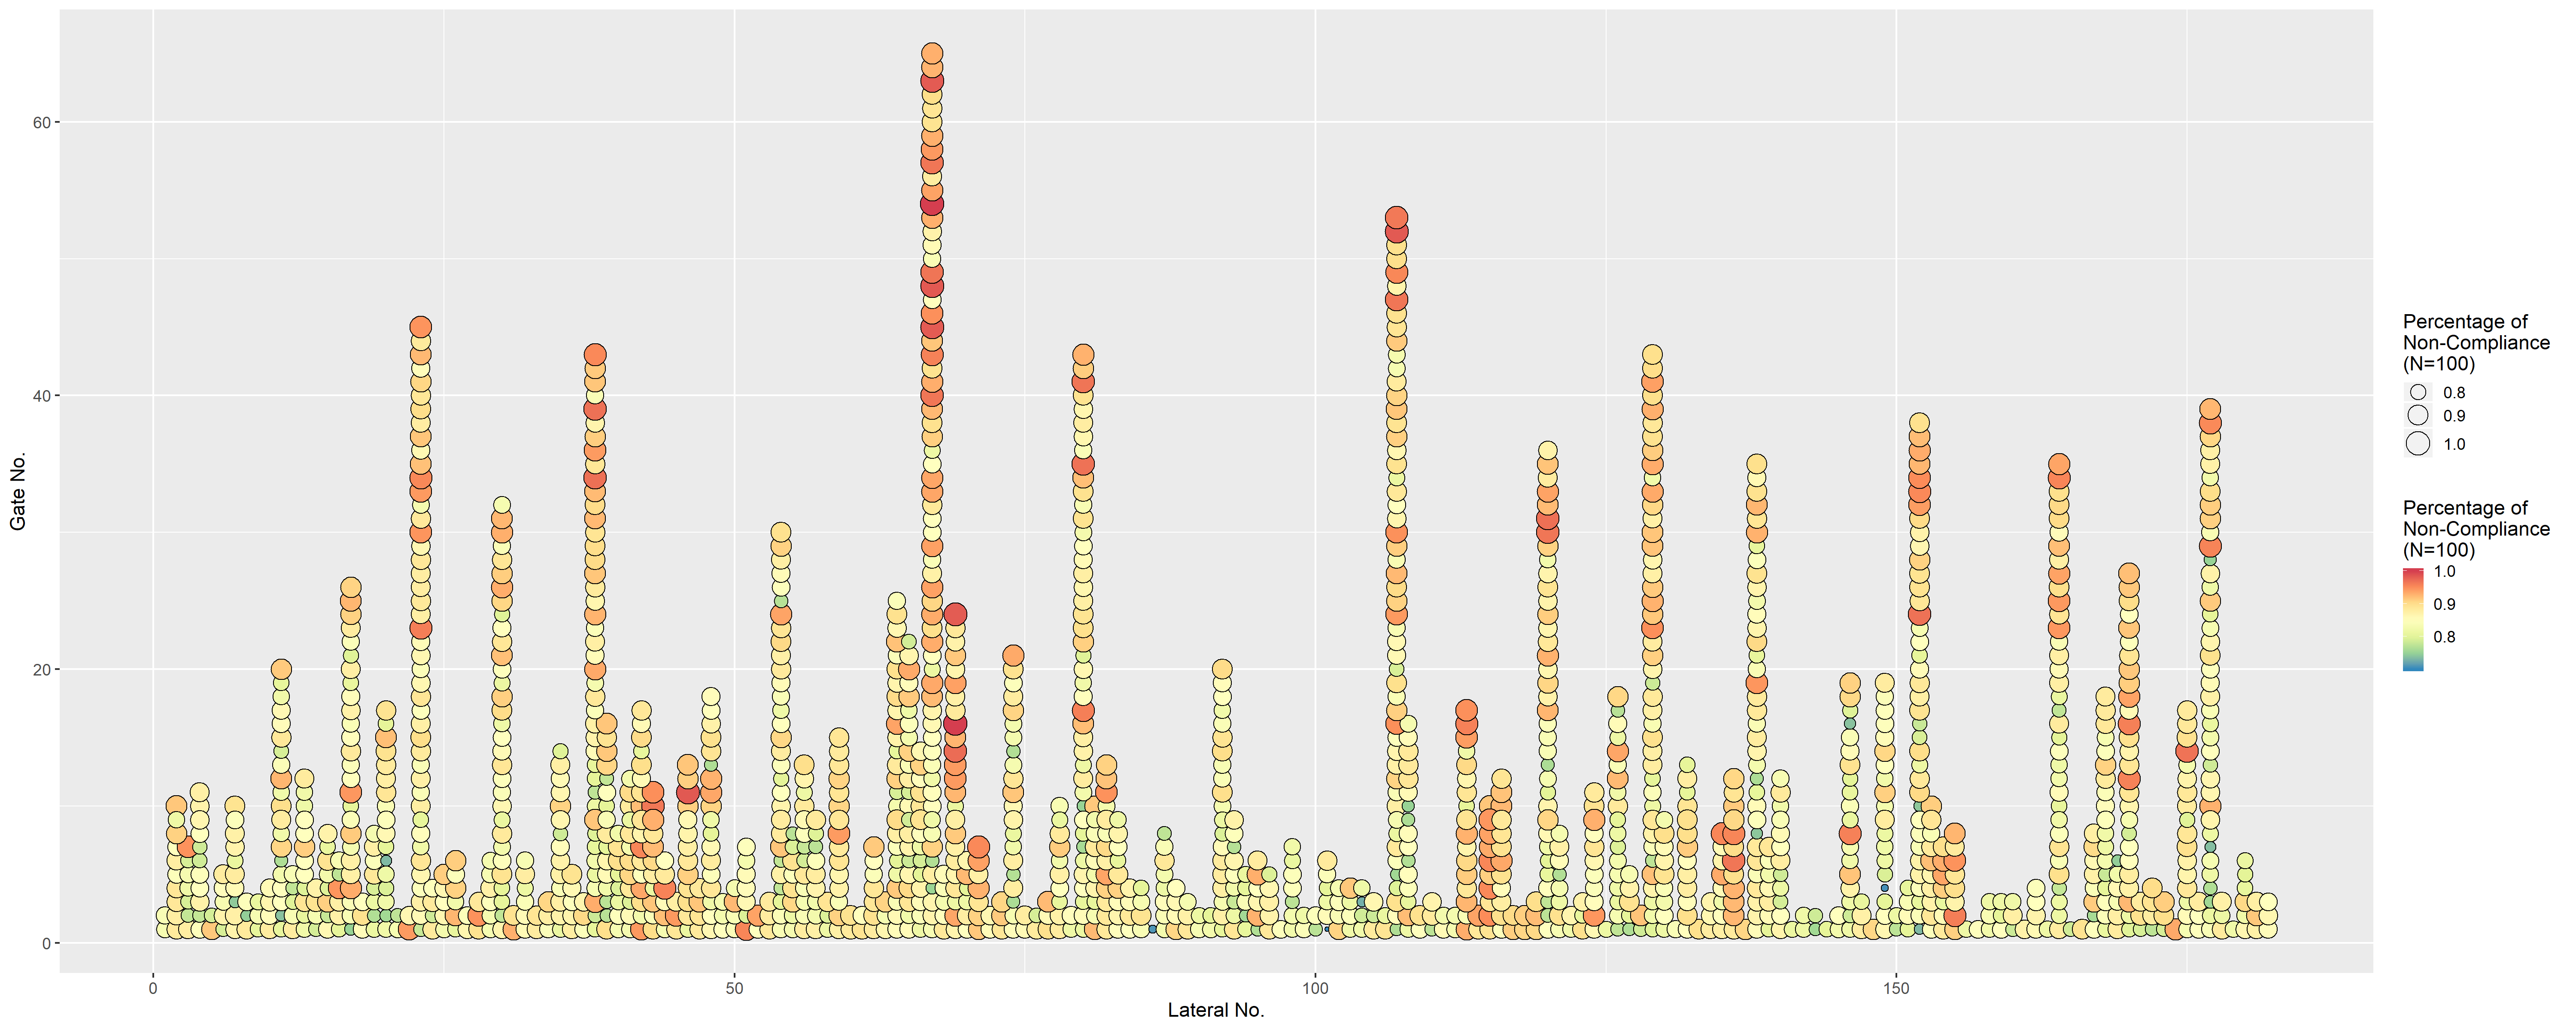 60
40
20
0
Gate No.
0
50
100
150
Lateral No.
Percentage of
Non-Compliance
(N=100)
0.8
0.9
1.0
Percentage of
Non-Compliance
(N=100)
1.0
0.9
0.8